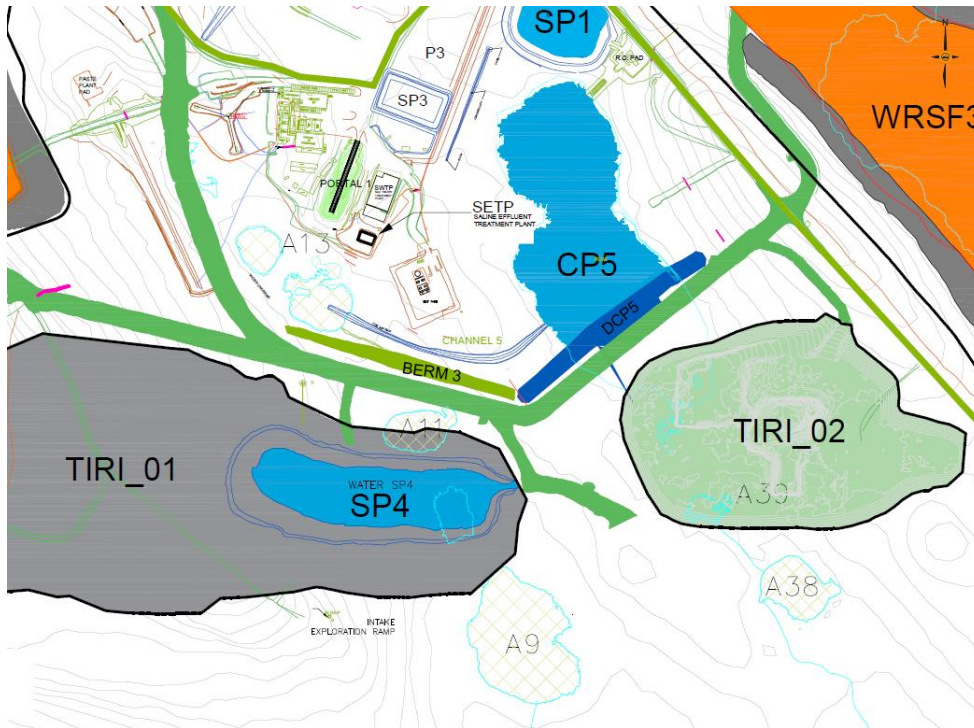 SP1
N
P3
R.O. PAD
PASTE
PLANT
PAD
SP3
WRSF3
PORTAL 1
SWTP
SETP
SALINE EFFLUENT
TREATMENT PLANT
A13
CP5
DCP5
CHANNEL 5
BERM 3
A11
TIRI_02
TIRI_01
WATER SP4
SP4
A39
A38
INTAKE
EXPLORATION RAMP
A9